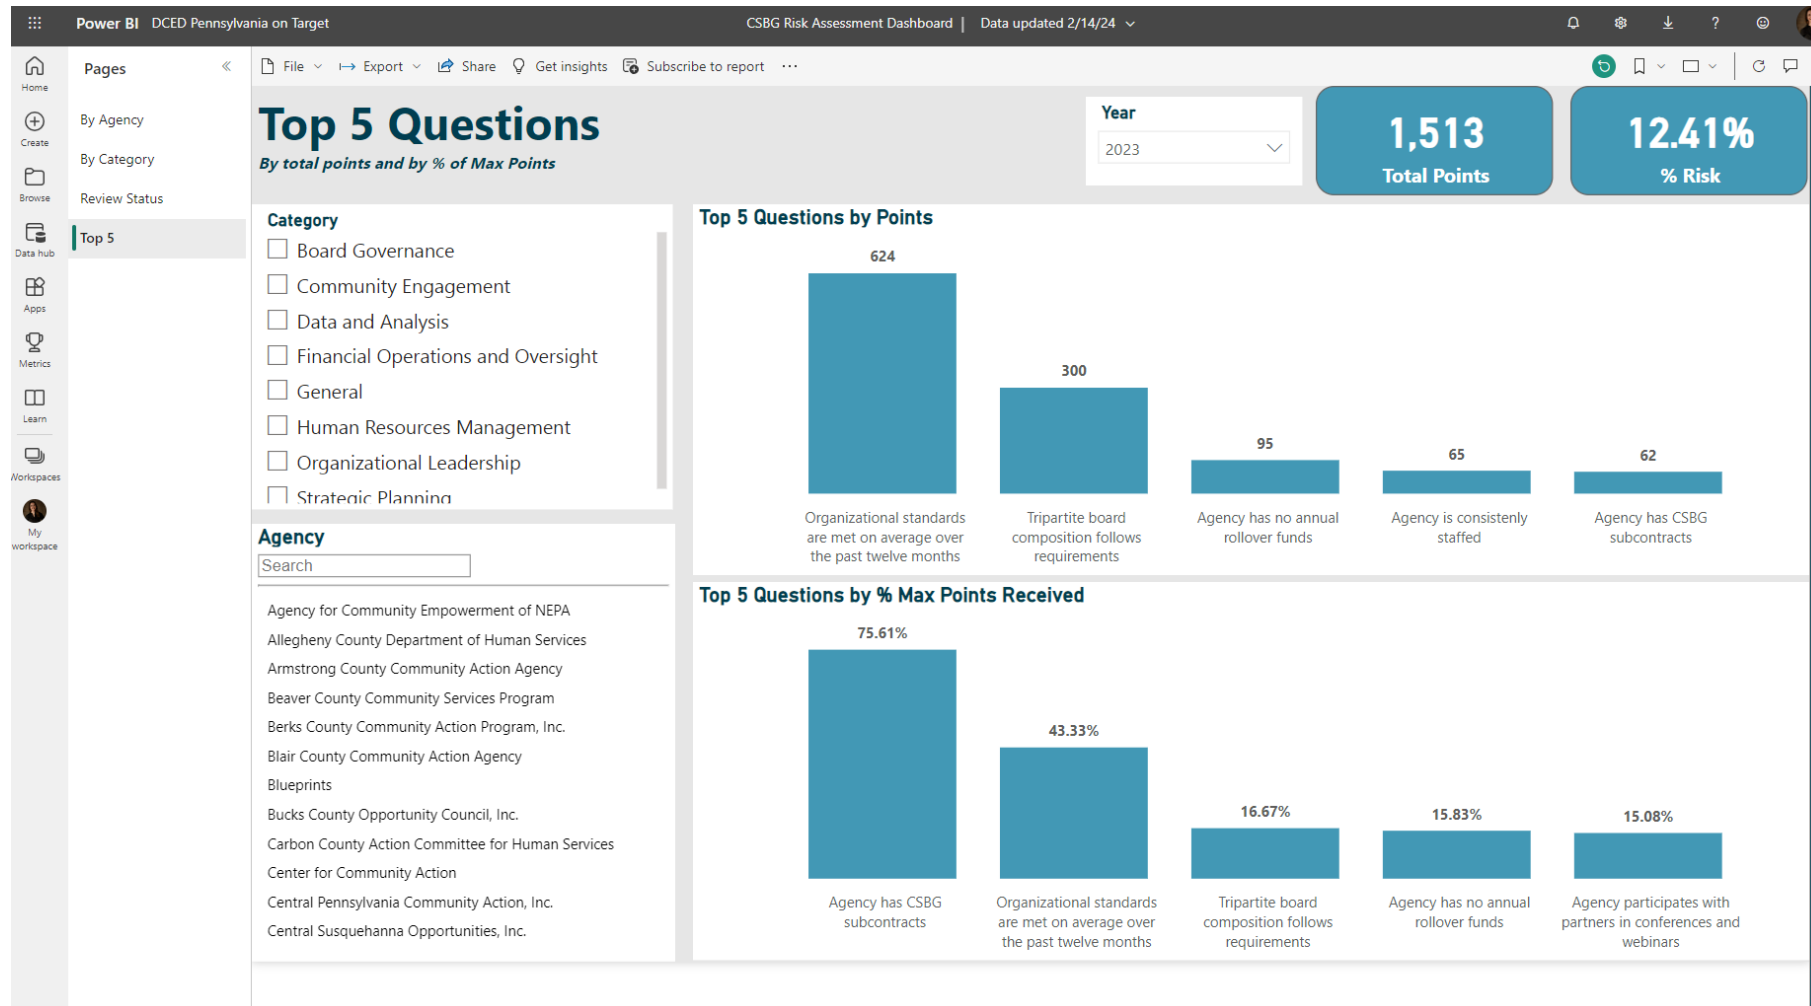 Power BI DCED Pennsylvania on Target
CSBG Risk Assessment Dashboard | Data updated 2/14/24
?
Home
Create
Browse
Data hub
Apps
Metrics
Learn
Workspaces
My
workspace
Pages
By Agency
By Category
Review Status
Top 5
File
Export
Share
Get insights
Subscribe to report
...
Top 5 Questions
By total points and by % of Max Points
Year
2023
1,513
Total Points
12.41%
% Risk
Category
Board Governance
Community Engagement
Data and Analysis
Financial Operations and Oversight
General
Human Resources Management
Organizational Leadership
Strategic Planning
Agency
Search
Agency for Community Empowerment of NEPA
Allegheny County Department of Human Services
Armstrong County Community Action Agency
Beaver County Community Services Program
Berks County Community Action Program, Inc.
Blair County Community Action Agency
Blueprints
Bucks County Opportunity Council, Inc.
Carbon County Action Committee for Human Services
Center for Community Action
Central Pennsylvania Community Action, Inc.
Central Susquehanna Opportunities, Inc.
Top 5 Questions by Points
624
300
95
65
62
Organizational standards
are met on average over
the past twelve months
Tripartite board
composition follows
requirements
Agency has no annual
rollover funds
Agency is consistenly
staffed
Agency has CSBG
subcontracts
Top 5 Questions by % Max Points Received
75.61%
43.33%
16.67%
15.83%
15.08%
Agency has CSBG
subcontracts
Organizational standards
are met on average over
the past twelve months
Tripartite board
composition follows
requirements
Agency has no annual
rollover funds
Agency participates with
partners in conferences and
webinars